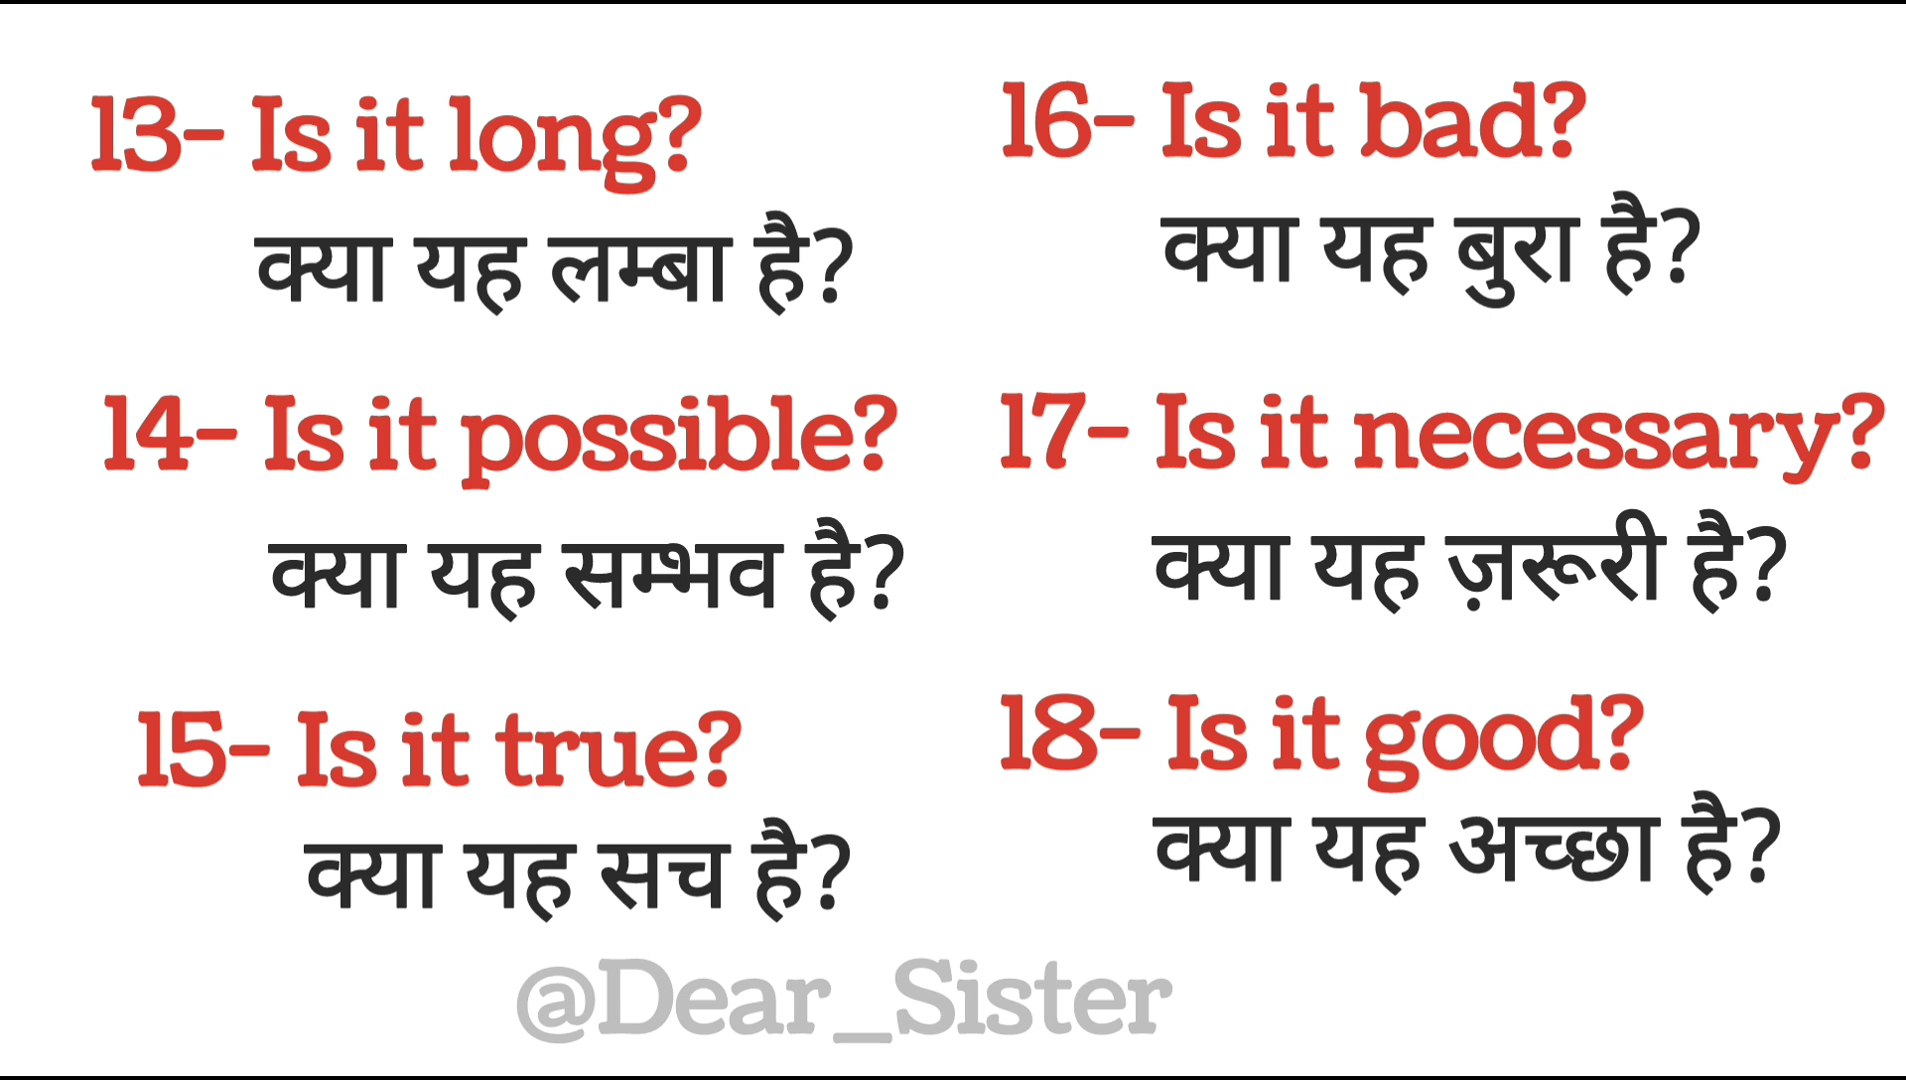 13- Is it long?
क्या यह लम्बा है?
14- Is it possible?
क्या यह सम्भव है?
15- Is it true?
क्या यह सच है?
16- Is it bad?
क्या यह बुरा है?
17- Is it necessary?
क्या यह ज़रूरी है?
18- Is it good?
क्या यह अच्छा है?
@Dear_Sister